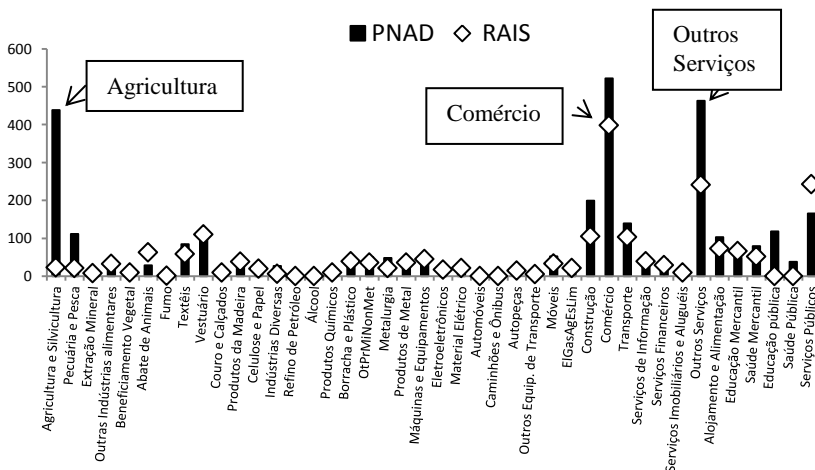 PNAD RAIS
600
500
400
300
200
100
0
Agricultura
Comércio
Outros
Serviços
Agricultura e Silvicultura
Pecuária e Pesca
Extração Mineral
Outras Indústrias alimentares
Beneficiamento Vegetal
Abate de Animais
Fumo
Textéis
Vestuário
Couro e Calçados
Produtos da Madeira
Celulose e Papel
Indústrias Diversas
Refino de Petroléo
Álcool
Produtos Químicos
Borracha e Plástico
OtPrMiNonMet
Metalurgia
Produtos de Metal
Máquinas e Equipamentos
Eletroeletrônicos
Material Elétrico
Automóveis
Caminhões e Ônibus
Autopeças
Outros Equip. de Transporte
Móveis
ElGasAgEsLim
Construção
Comércio
Transporte
Serviços de Informação
Serviços Financeiros
Serviços Imobiliários e Aluguéis
Outros Serviços
Alojamento e Alimentação
Educação Mercantil
Saúde Mercantil
Educação pública
Saúde Pública
Serviços Públicos